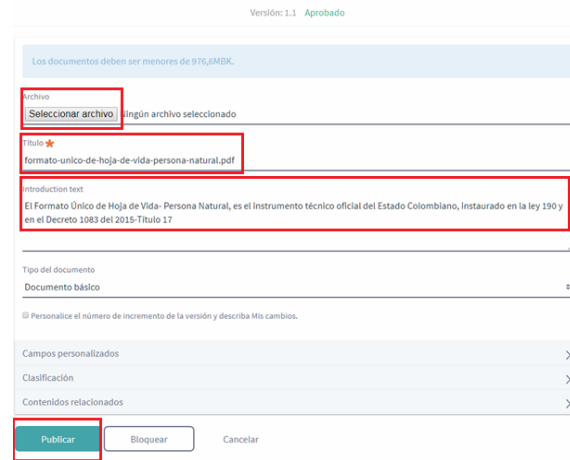 Versión: 1.1 Aprobado
Los documentos deben ser menores de 976,6MBK.
Archivo
Seleccionar archivo Ningún archivo seleccionado
Título *
formato-unico-de-hoja-de-vida-persona-natural.pdf
Introduction text
El Formato Único de Hoja de Vida- Persona Natural, es el Instrumento técnico oficial del Estado Colombiano, Instaurado en la ley 190 y
en el Decreto 1083 del 2015-Título 17
Tipo del documento
Documento básico
Personalice el número de incremento de la versión y describa Mis cambios.
Campos personalizados
Clasificación
Contenidos relacionados
Publicar Bloquear Cancelar